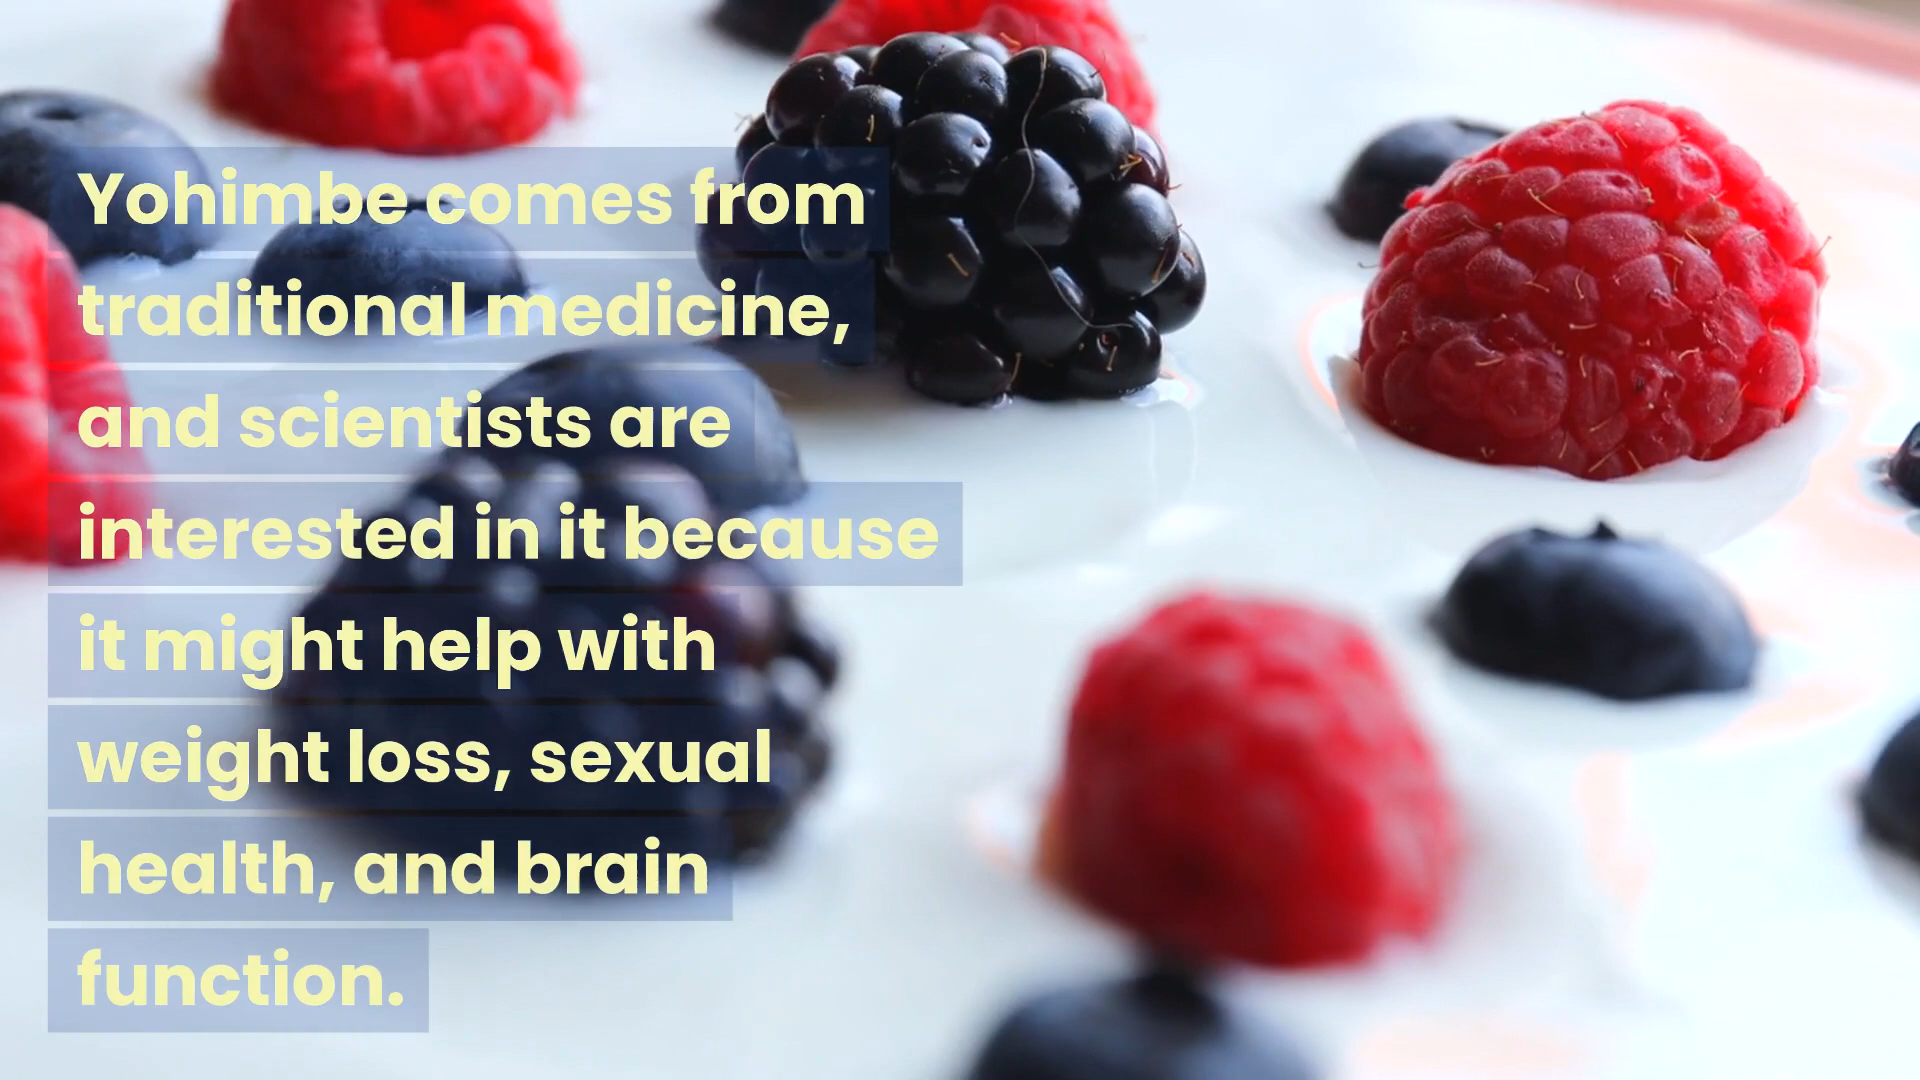 Yohimbe comes from
traditional medicine,
and scientists are
interested in it because
it might help with
weight loss, sexual
health, and brain
function.